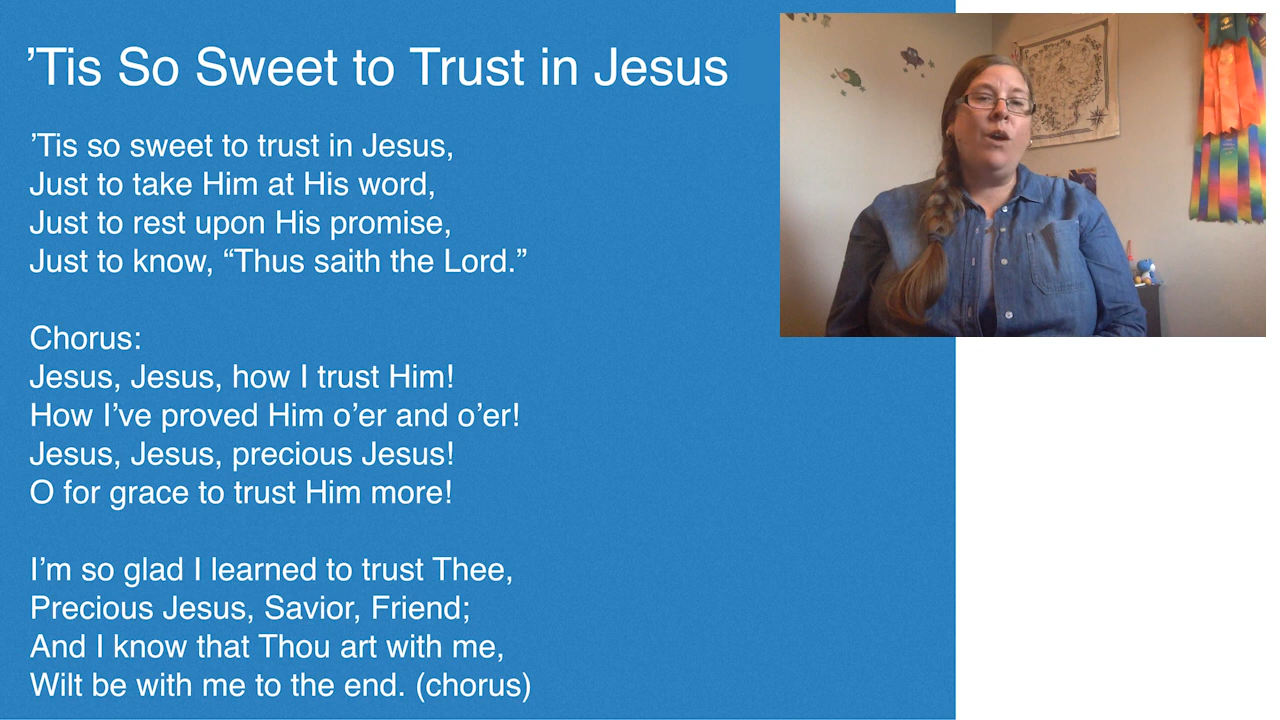 ’Tis So Sweet to Trust in Jesus
’Tis so sweet to trust in Jesus,
Just to take Him at His word,
Just to rest upon His promise,
Just to know, “Thus saith the Lord.”
Chorus:
Jesus, Jesus, how I trust Him!
How I’ve proved Him o’er and o’er!
Jesus, Jesus, precious Jesus!
O for grace to trust Him more!
I’m so glad I learned to trust Thee,
Precious Jesus, Savior, Friend;
And I know that Thou art with me,
Wilt be with me to the end. (chorus)